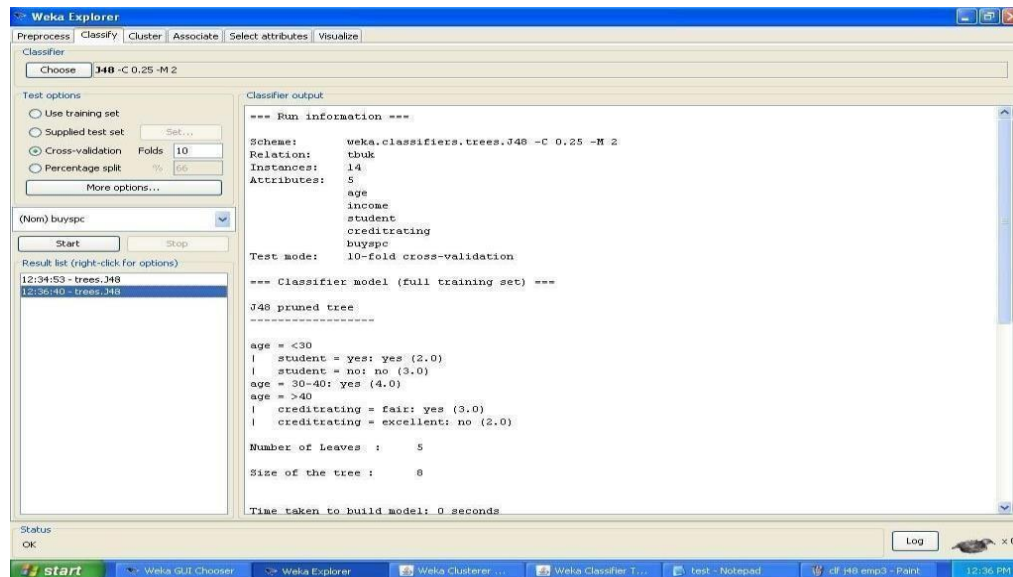 Weka Explorer
Preprocess Classify Cluster Associate Select attributes Visualize
Classifier
Choose J48 -C 0.25 -M 2
Test options
Use training set
Supplied test set Set...
Cross-validation Folds 10
Percentage split % 66
More options...
(Nom) buyspc
Start Stop
Result list (right-click for options)
12:34:53 - trees.J48
12:36:40 - trees.J48
Classifier output
=== Run information ===
Scheme: weka.classifiers.trees.J48 -C 0.25 -M 2
Relation: tbuk
Instances: 14
Attributes: 5
age
income
student
creditrating
buyspc
Test mode: 10-fold cross-validation
=== Classifier model (full training set) ===
J48 pruned tree
------------------
age = <30
| student = yes: yes (2.0)
| student = no: no (3.0)
age = 30-40: yes (4.0)
age = >40
| creditrating = fair: yes (3.0)
| creditrating = excellent: no (2.0)
Number of Leaves : 5
Size of the tree : 8
Time taken to build model: 0 seconds
Status
OK
Log
start Weka GUI Chooser Weka Explorer Weka Clusterer ... Weka Classifier T... test - Notepad clf j48 emp3 - Paint 12:36 PM